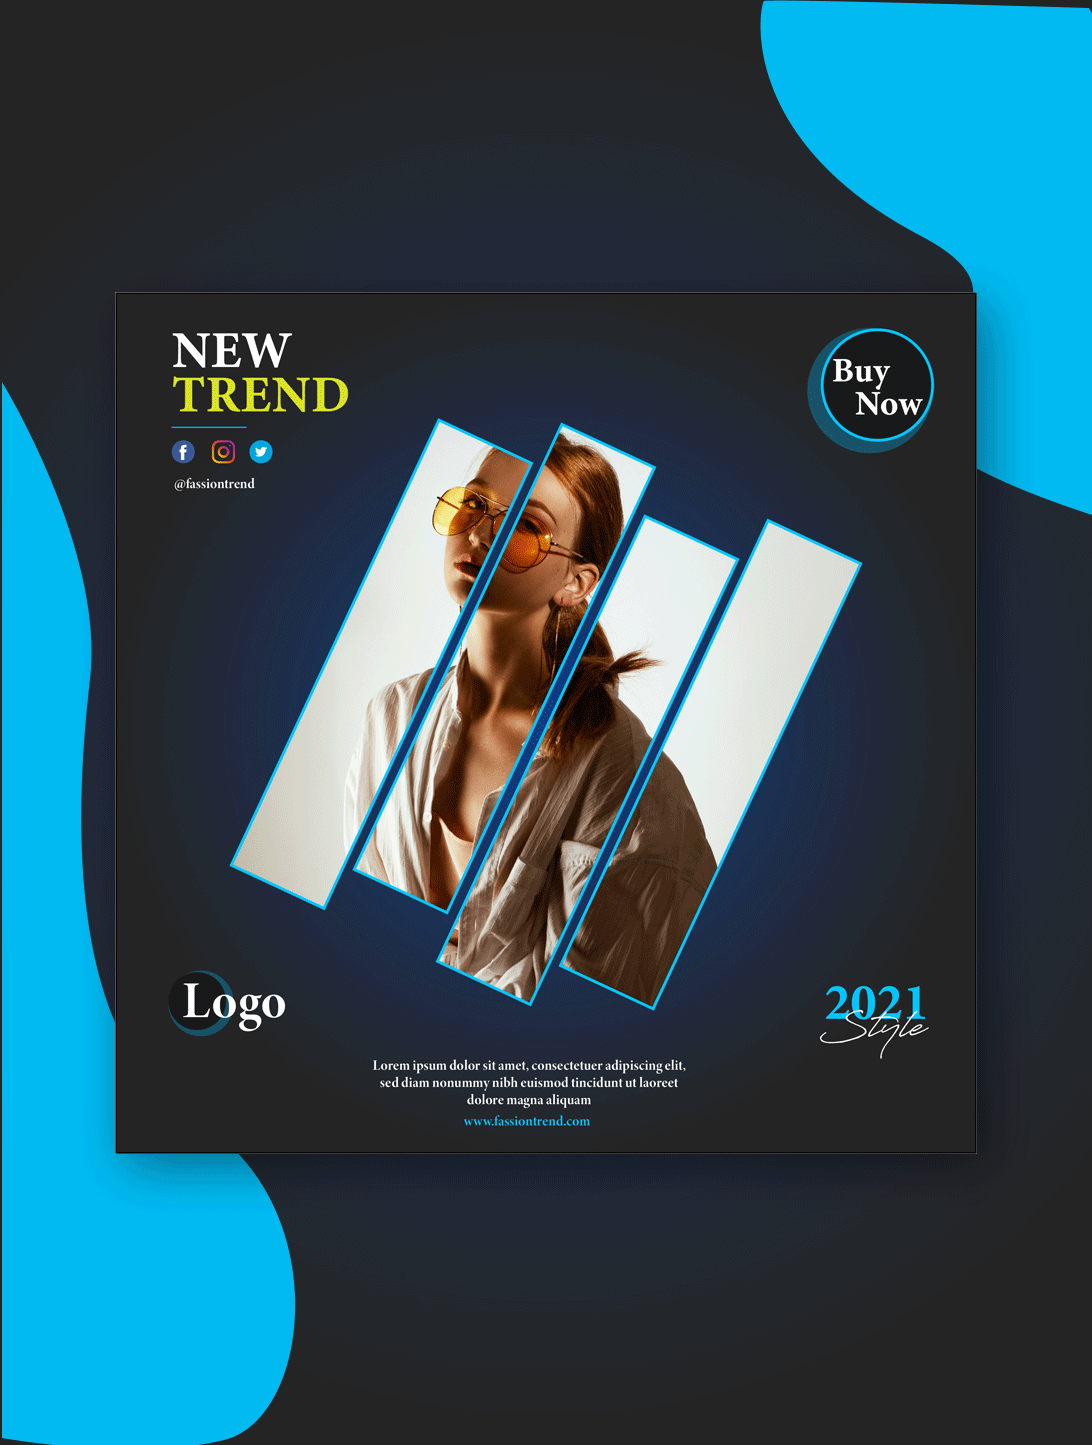 NEW
TREND
@fassiontrend
Buy
Now
Logo
2021
Style
Lorem ipsum dolor sit amet, consectetuer adipiscing elit,
sed diam nonummy nibh euismod tincidunt ut laoreet
dolore magna aliquam
www.fassiontrend.com